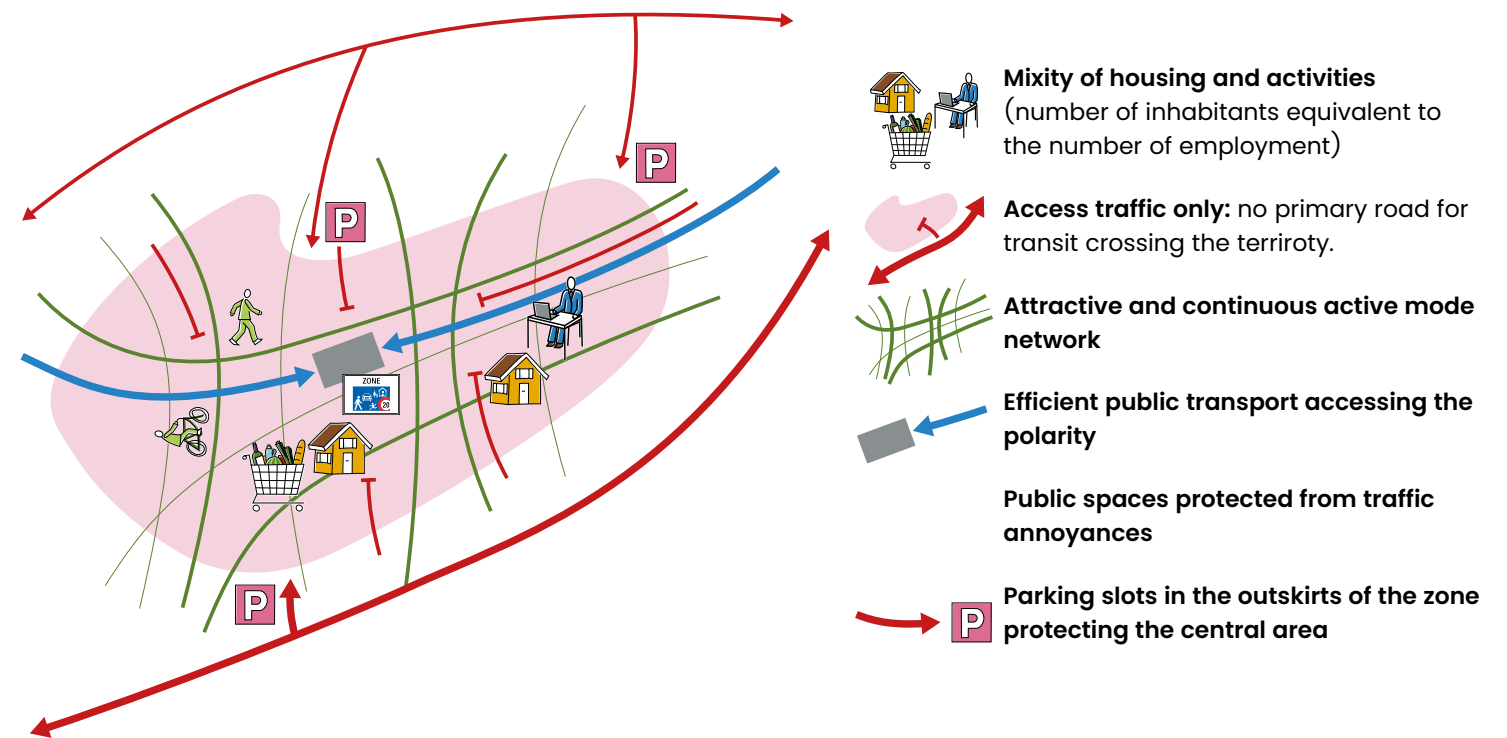 P
P
ZONE
20
P
Mixity of housing and activities
(number of inhabitants equivalent to
the number of employment)
Access traffic only: no primary road for
transit crossing the terriroty.
Attractive and continuous active mode
network
Efficient public transport accessing the
polarity
Public spaces protected from traffic
annoyances
Parking slots in the outskirts of the zone
P
protecting the central area